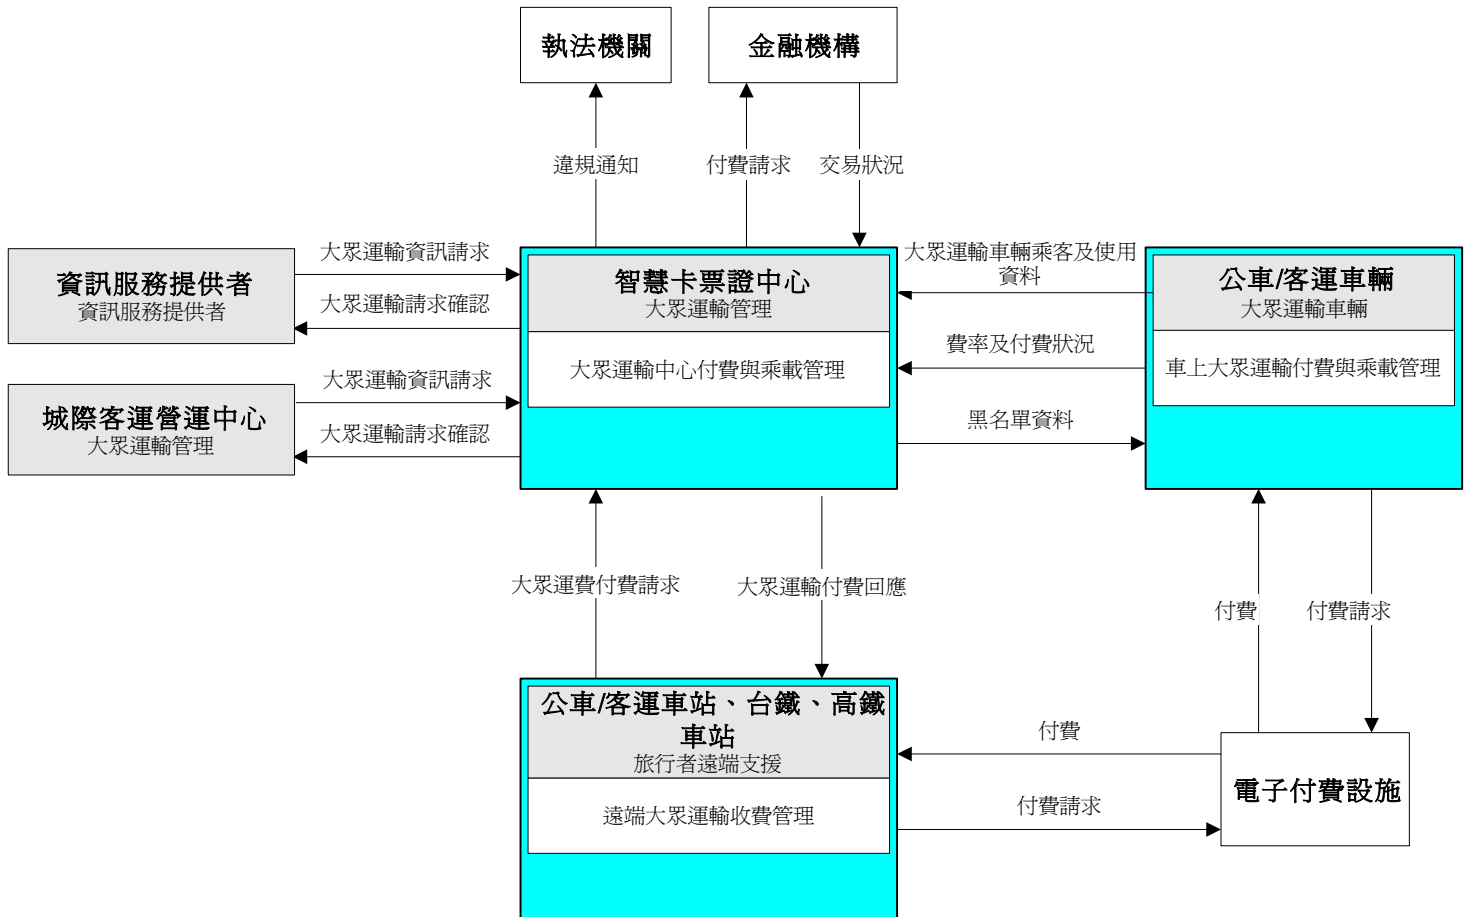 執法機關
金融機構
違規通知
付費請求
交易狀況
大眾運輸資訊請求
大眾運輸車輛乘客及使用
資料
資訊服務提供者
資訊服務提供者
智慧卡票證中心
大眾運輸管理
公車/客運車輛
大眾運輸車輛
大眾運輸請求確認
費率及付費狀況
大眾運輸中心付費與乘載管理
車上大眾運輸付費與乘載管理
大眾運輸資訊請求
城際客運營運中心
大眾運輸管理
黑名單資料
大眾運輸請求確認
大眾運費付費請求
大眾運輸付費回應
付費
付費請求
公車/客運車站、台鐵、高鐵
車站
旅行者遠端支援
付費
電子付費設施
遠端大眾運輸收費管理
付費請求